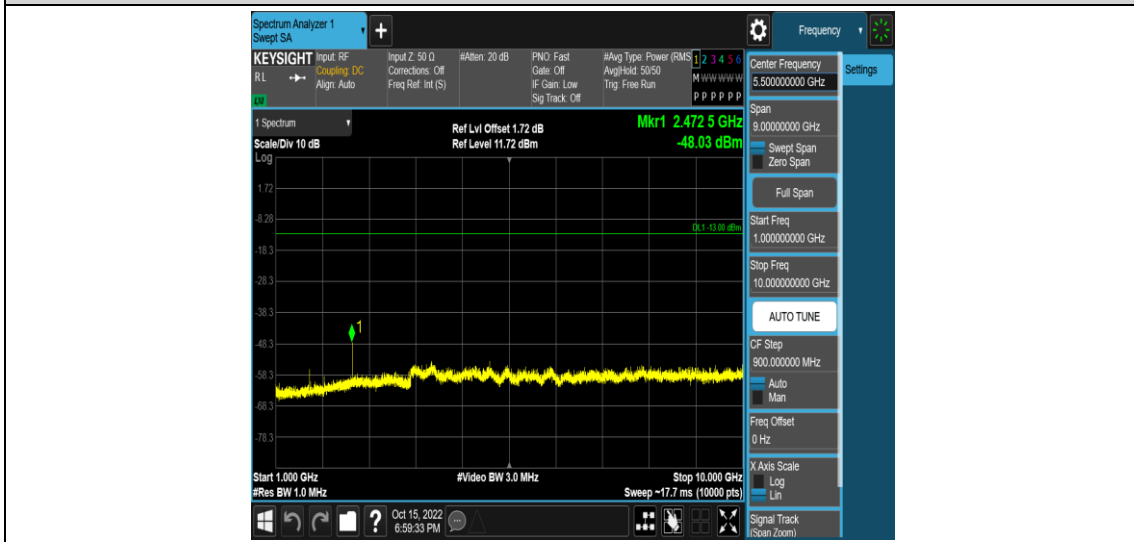 Spectrum Analyzer 1
Swept SA
+
Frequency
KEYSIGHT
RL
LXI
Input: RF
Coupling: DC
Align: Auto
Input Z: 50 Ω
Corrections: Off
Freq Ref: Int (S)
#Atten: 20 dB
PNO: Fast
Gate: Off
IF Gain: Low
Sig Track: Off
#Avg Type: Power (RMS
Avg|Hold: 50/50
Trig: Free Run
1 2 3 4 5 6
M W W W W W
P P P P P P
1 Spectrum
Scale/Div 10 dB
Log
Ref Lvl Offset 1.72 dB
Ref Level 11.72 dBm
Mkr1 2.472 5 GHz
-48.03 dBm
1.72
-8.28
DL1 -13.00 dBm
-18.3
-28.3
-38.3
1
-48.3
-58.3
-68.3
-78.3
Start 1.000 GHz
#Video BW 3.0 MHz
Stop 10.000 GHz
#Res BW 1.0 MHz
Sweep ~17.7 ms (10000 pts)
?
Oct 15, 2022
6:59:33 PM
Center Frequency
5.50000000 GHz
Settings
Span
9.00000000 GHz
Swept Span
Zero Span
Full Span
Start Freq
1.000000000 GHz
Stop Freq
10.000000000 GHz
AUTO TUNE
CF Step
900.000000 MHz
Auto
Man
Freq Offset
0 Hz
X Axis Scale
Log
Lin
Signal Track
(Span Zoom)